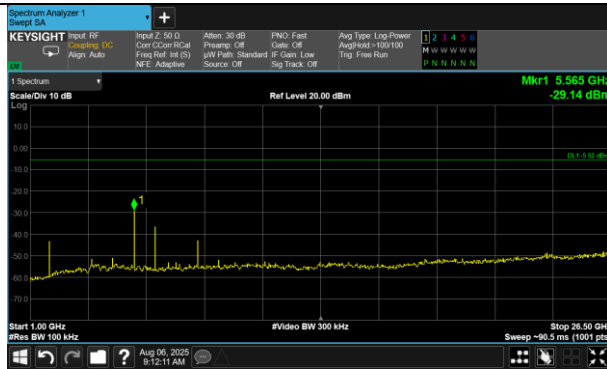 Spectrum Analyzer 1
Swept SA
+
KEYSIGHT
Input: RF
Coupling: DC
Align: Auto
Input Z: 50 Ω
Corr CCorr RCal
Freq Ref: Int (S)
NFE: Adaptive
Atten: 30 dB
Preamp: Off
µW Path: Standard
Source: Off
PNO: Fast
Gate: Off
IF Gain: Low
Sig Track: Off
Avg Type: Log-Power
Avg|Hold:>100/100
Trig: Free Run
1 2 3 4 5 6
M W W W W W
P N N N N N
1 Spectrum
Scale/Div 10 dB
Ref Level 20.00 dBm
Mkr1 5.565 GHz
-29.14 dBm
Log
10.0
0.00
DL1 -5.52 dBm
-10.0
-20.0
1
-30.0
-40.0
-50.0
-60.0
-70.0
Start 1.00 GHz
#Video BW 300 kHz
Stop 26.50 GHz
#Res BW 100 kHz
Sweep ~90.5 ms (1001 pts)
?
Aug 06, 2025
9:12:11 AM